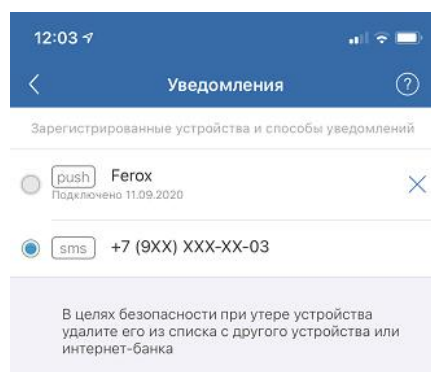 12:03
Уведомления
?
Зарегистрированные устройства и способы уведомлений
push Ferox
Подключено 11.09.2020
sms +7 (9XX) XXX-XX-03
В целях безопасности при утере устройства
удалите его из списка с другого устройства или
интернет-банка